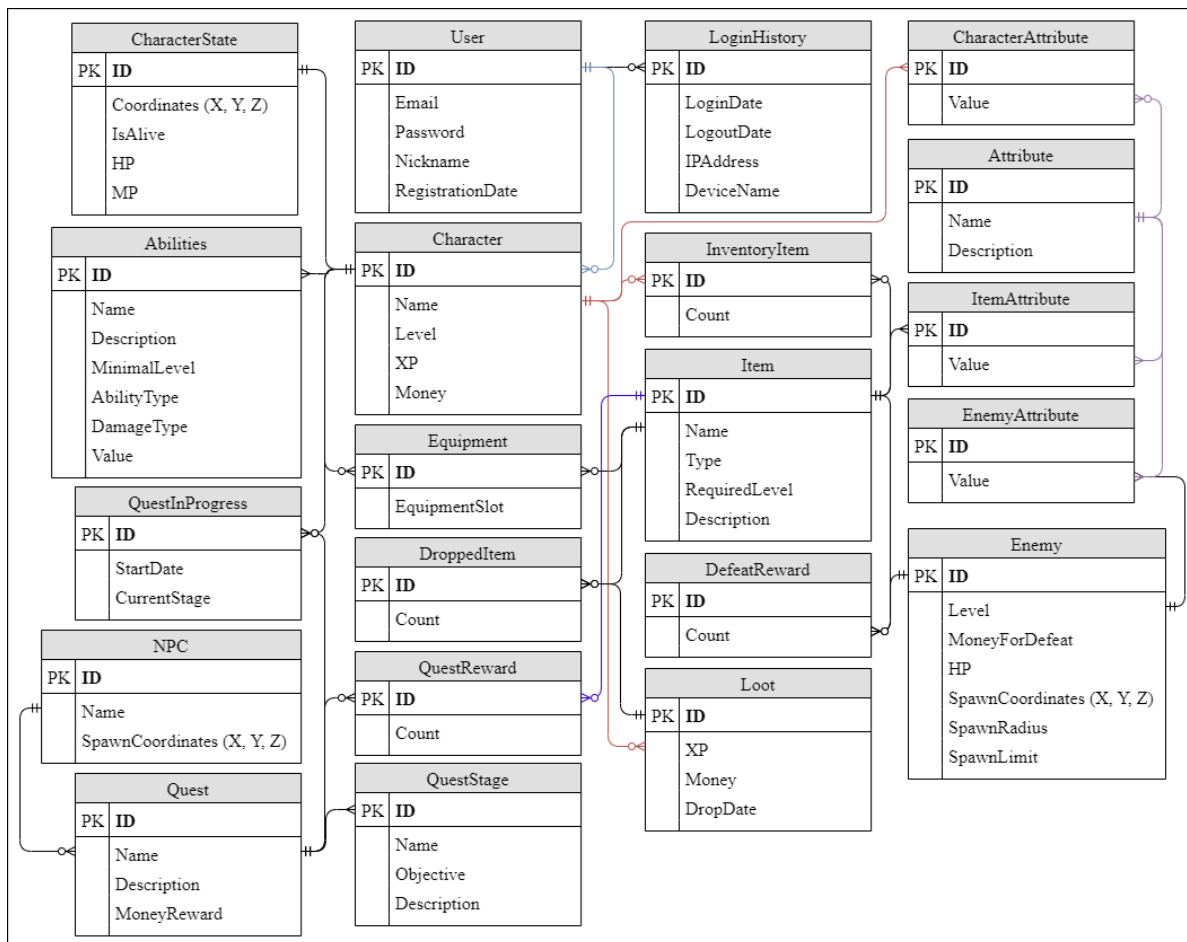 CharacterState
PK ID
Coordinates (X, Y, Z)
IsAlive
HP
MP
User
PK ID
Email
Password
Nickname
RegistrationDate
LoginHistory
PK ID
LoginDate
LogoutDate
IPAddress
DeviceName
CharacterAttribute
PK ID
Value
Attribute
PK ID
Name
Description
Abilities
PK ID
Name
Description
MinimalLevel
AbilityType
DamageType
Value
Character
PK ID
Name
Level
XP
Money
InventoryItem
PK ID
Count
ItemAttribute
PK ID
Value
Item
PK ID
Name
Type
RequiredLevel
Description
EnemyAttribute
PK ID
Value
Equipment
PK ID
EquipmentSlot
QuestInProgress
PK ID
StartDate
CurrentStage
DroppedItem
PK ID
Count
DefeatReward
PK ID
Count
Enemy
PK ID
Level
MoneyForDefeat
HP
SpawnCoordinates (X, Y, Z)
SpawnRadius
SpawnLimit
NPC
PK ID
Name
SpawnCoordinates (X, Y, Z)
QuestReward
PK ID
Count
Loot
PK ID
XP
Money
DropDate
Quest
PK ID
Name
Description
MoneyReward
QuestStage
PK ID
Name
Objective
Description